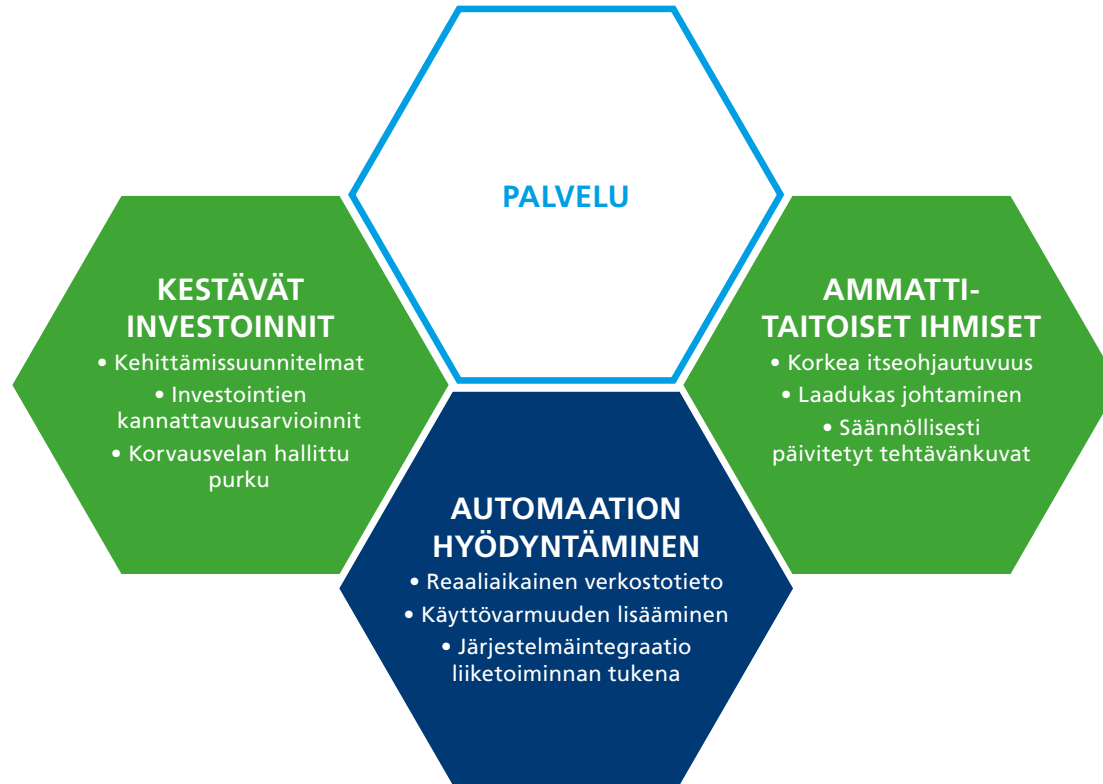 PALVELU
KESTÄVÄT
INVESTOINNIT
• Kehittämissuunnitelmat
• Investointien
kannattavuusarvioinnit
• Korvausvelan hallittu
purku
AMMATTI-
TAITOISET IHMISET
• Korkea itseohjautuvuus
• Laadukas johtaminen
• Säännöllisesti
päivitetyt tehtävänkuvat
AUTOMAATION
HYÖDYNTÄMINEN
• Reaaliaikainen verkostotieto
• Käyttövarmuuden lisääminen
• Järjestelmäintegraatio
liiketoiminnan tukena